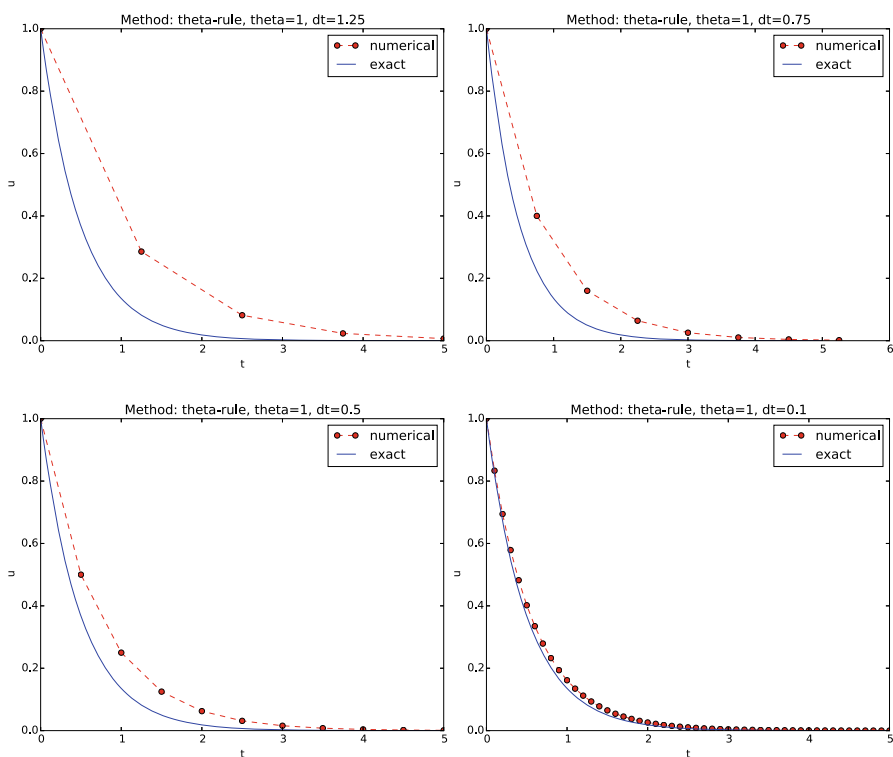 Method: theta-rule, theta=1, dt=1.25
numerical
exact
1.0
0.8
0.6
0.4
0.2
0.0
u
0 1 2 3 4 5
t
Method: theta-rule, theta=1, dt=0.75
numerical
exact
1.0
0.8
0.6
0.4
0.2
0.0
u
0 1 2 3 4 5 6
t
Method: theta-rule, theta=1, dt=0.5
numerical
exact
1.0
0.8
0.6
0.4
0.2
0.0
u
0 1 2 3 4 5
t
Method: theta-rule, theta=1, dt=0.1
numerical
exact
1.0
0.8
0.6
0.4
0.2
0.0
u
0 1 2 3 4 5
t